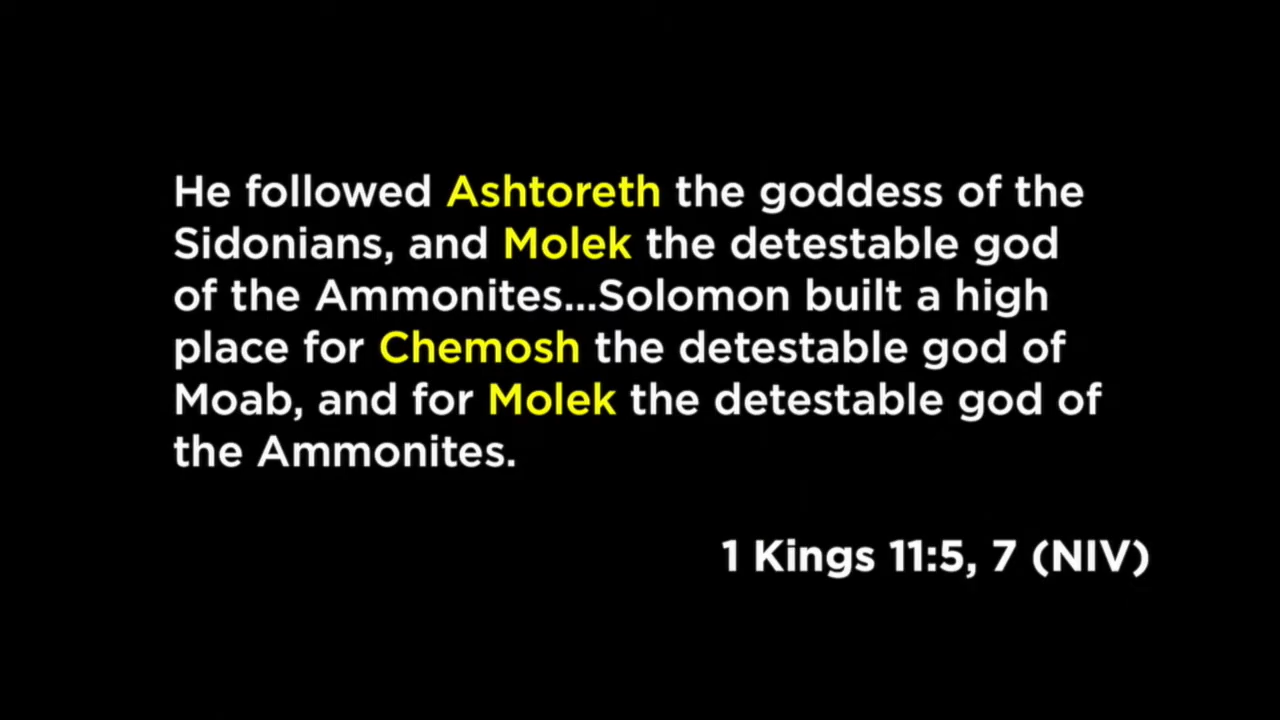 He followed Ashtoreth the goddess of the
Sidonians, and Molek the detestable god
of the Ammonites...Solomon built a high
place for Chemosh the detestable god of
Moab, and for Molek the detestable god of
the Ammonites.
1 Kings 11:5, 7 (NIV)